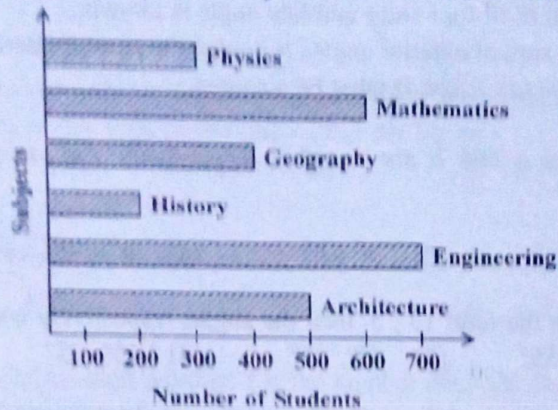 Subjects
Physics
Mathematics
Geography
History
Engineering
Architecture
100 200 300 400 500 600 700
Number of Students